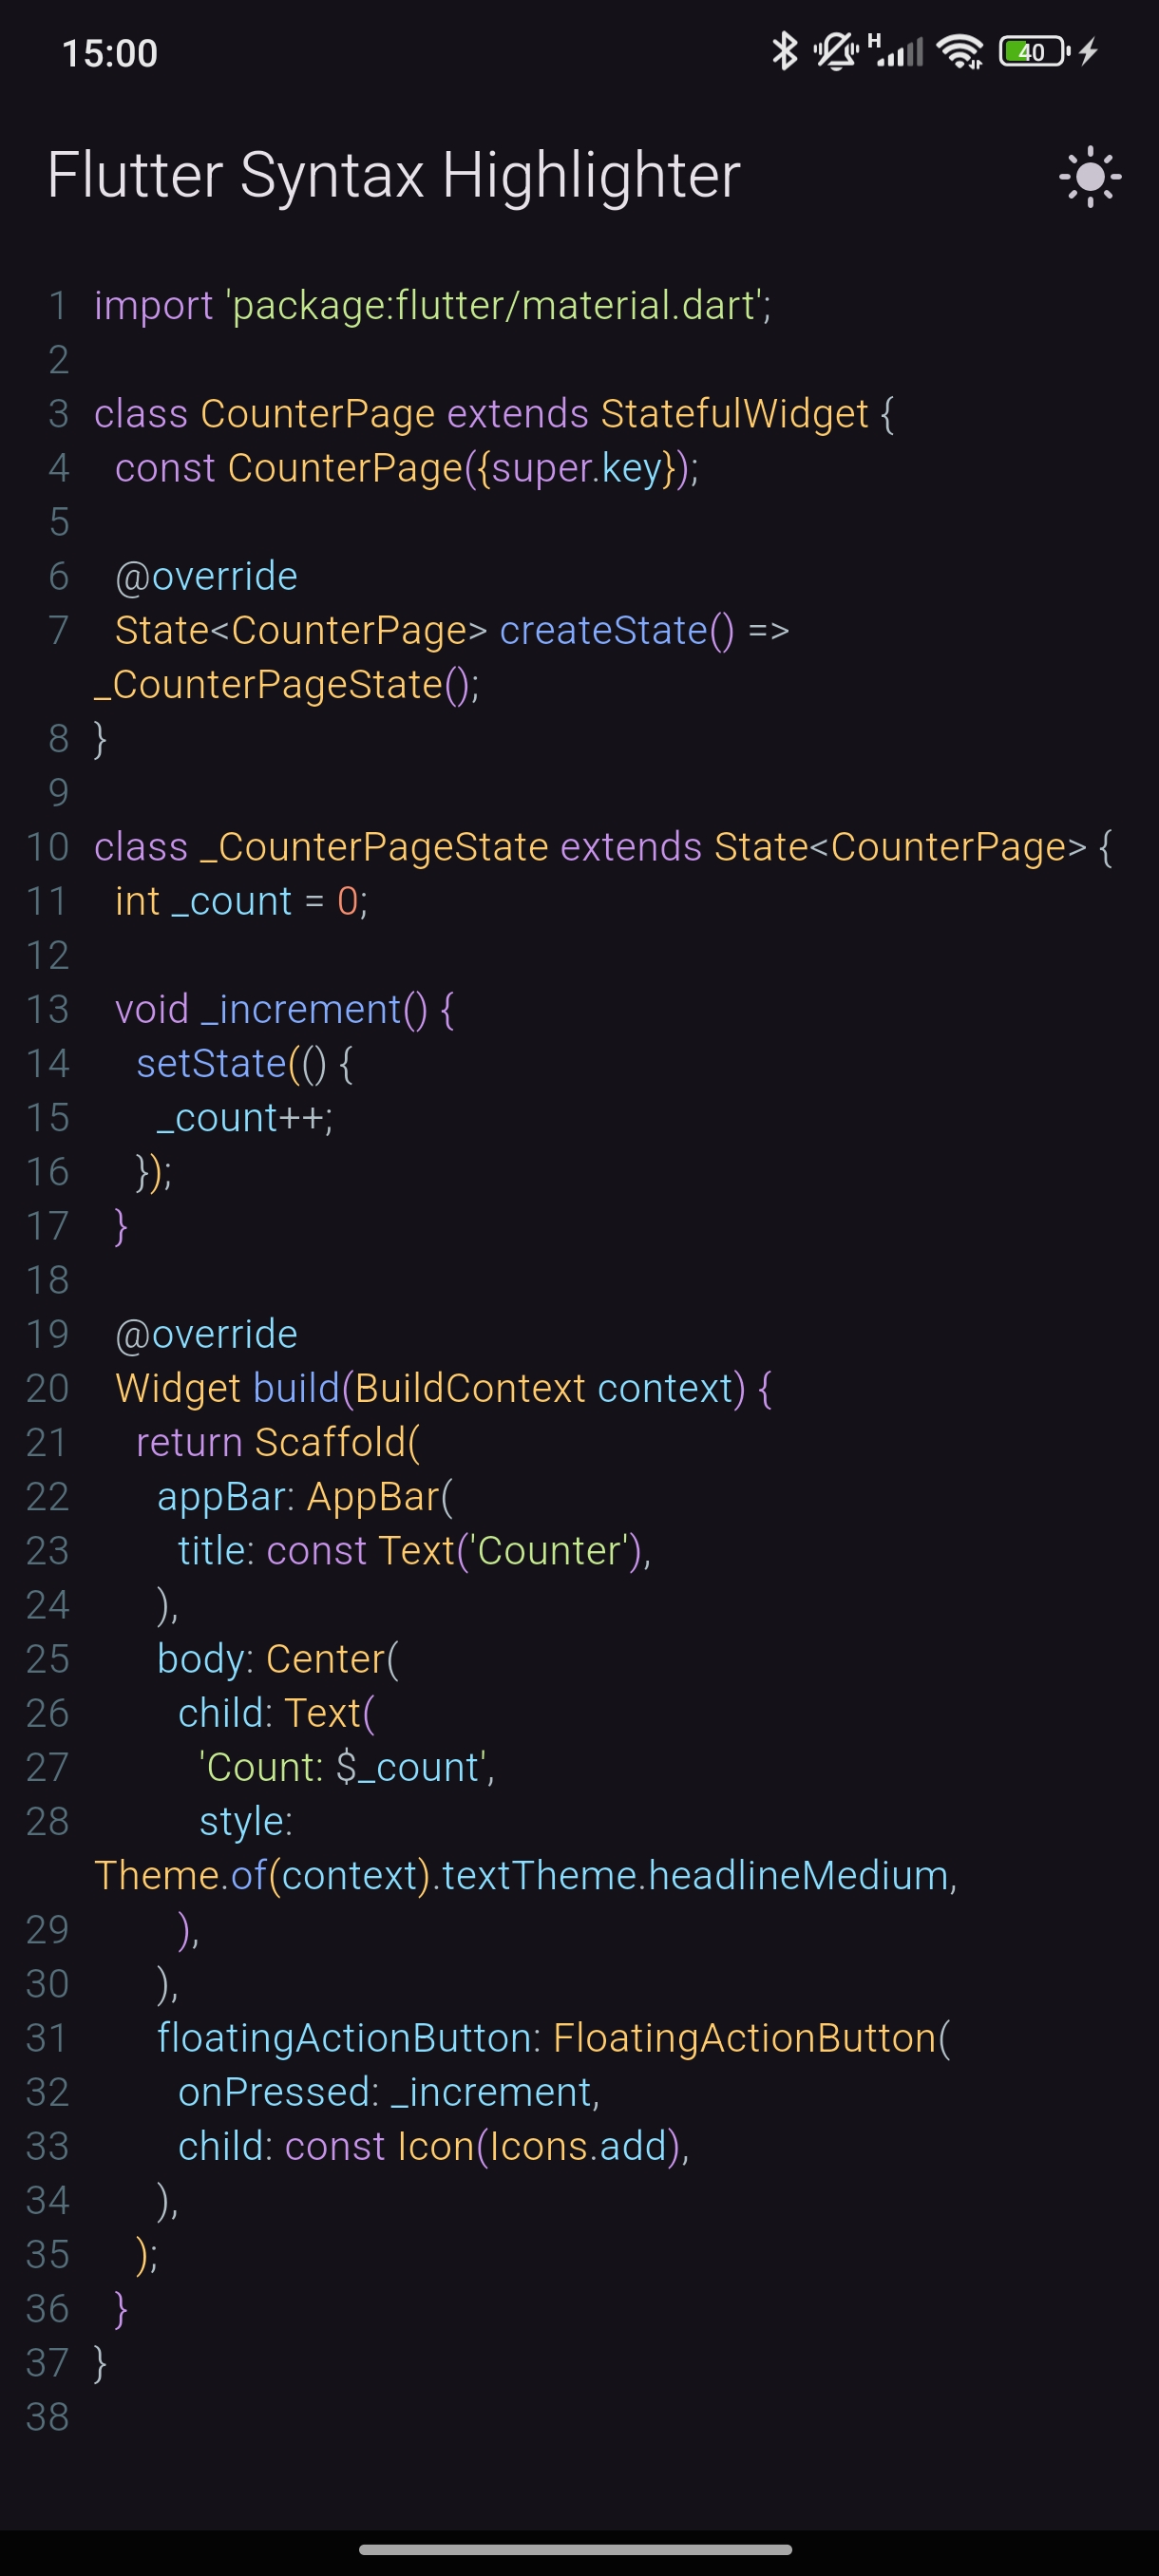 15:00
H
40
Flutter Syntax Highlighter
1 import 'package:flutter/material.dart';
2
3 class CounterPage extends StatefulWidget {
4   const CounterPage({super.key});
5
6   @override
7   State<CounterPage> createState() =>
_CounterPageState();
8 }
9
10 class _CounterPageState extends State<CounterPage> {
11   int _count = 0;
12
13   void _increment() {
14     setState(() {
15       _count++;
16     });
17   }
18
19   @override
20   Widget build(BuildContext context) {
21     return Scaffold(
22       appBar: AppBar(
23         title: const Text('Counter'),
24       ),
25       body: Center(
26         child: Text(
27           'Count: $_count',
28           style:
Theme.of(context).textTheme.headlineMedium,
29         ),
30       ),
31       floatingActionButton: FloatingActionButton(
32         onPressed: _increment,
33         child: const Icon(Icons.add),
34       ),
35     );
36   }
37 }
38